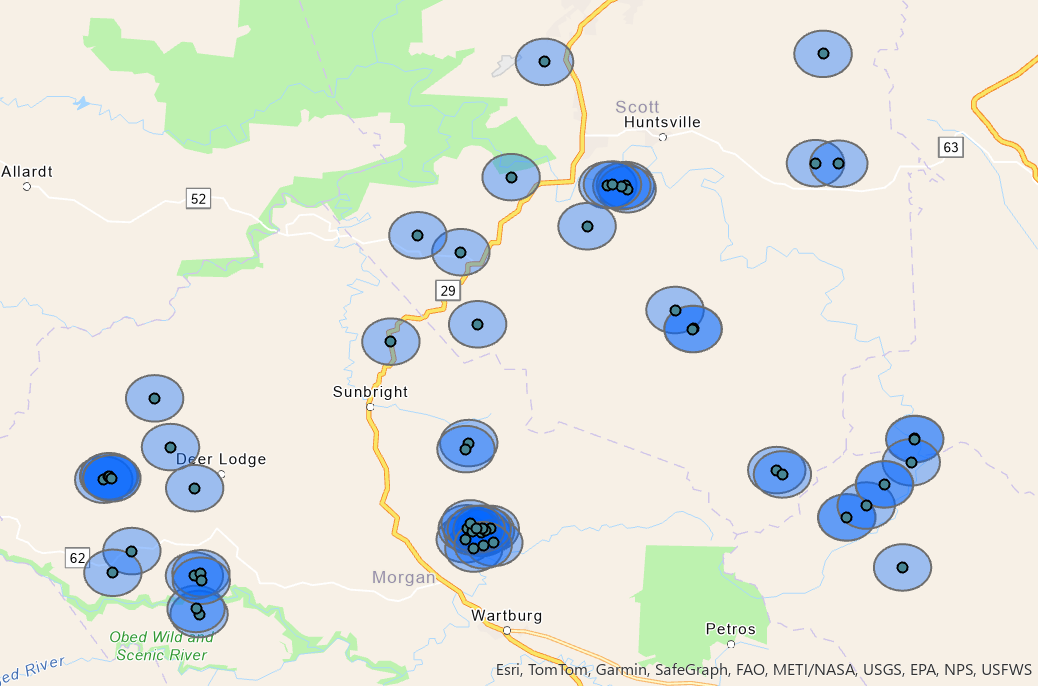 Scott
Huntsville
63
Allardt
52
29
Sunbright
Deer Lodge
62
Morgan
Wartburg
Petros
Obed Wild and
Scenic River
ed River
Esri, TomTom, Garmin, SafeGraph, FAO, METI/NASA, USGS, EPA, NPS, USFWS